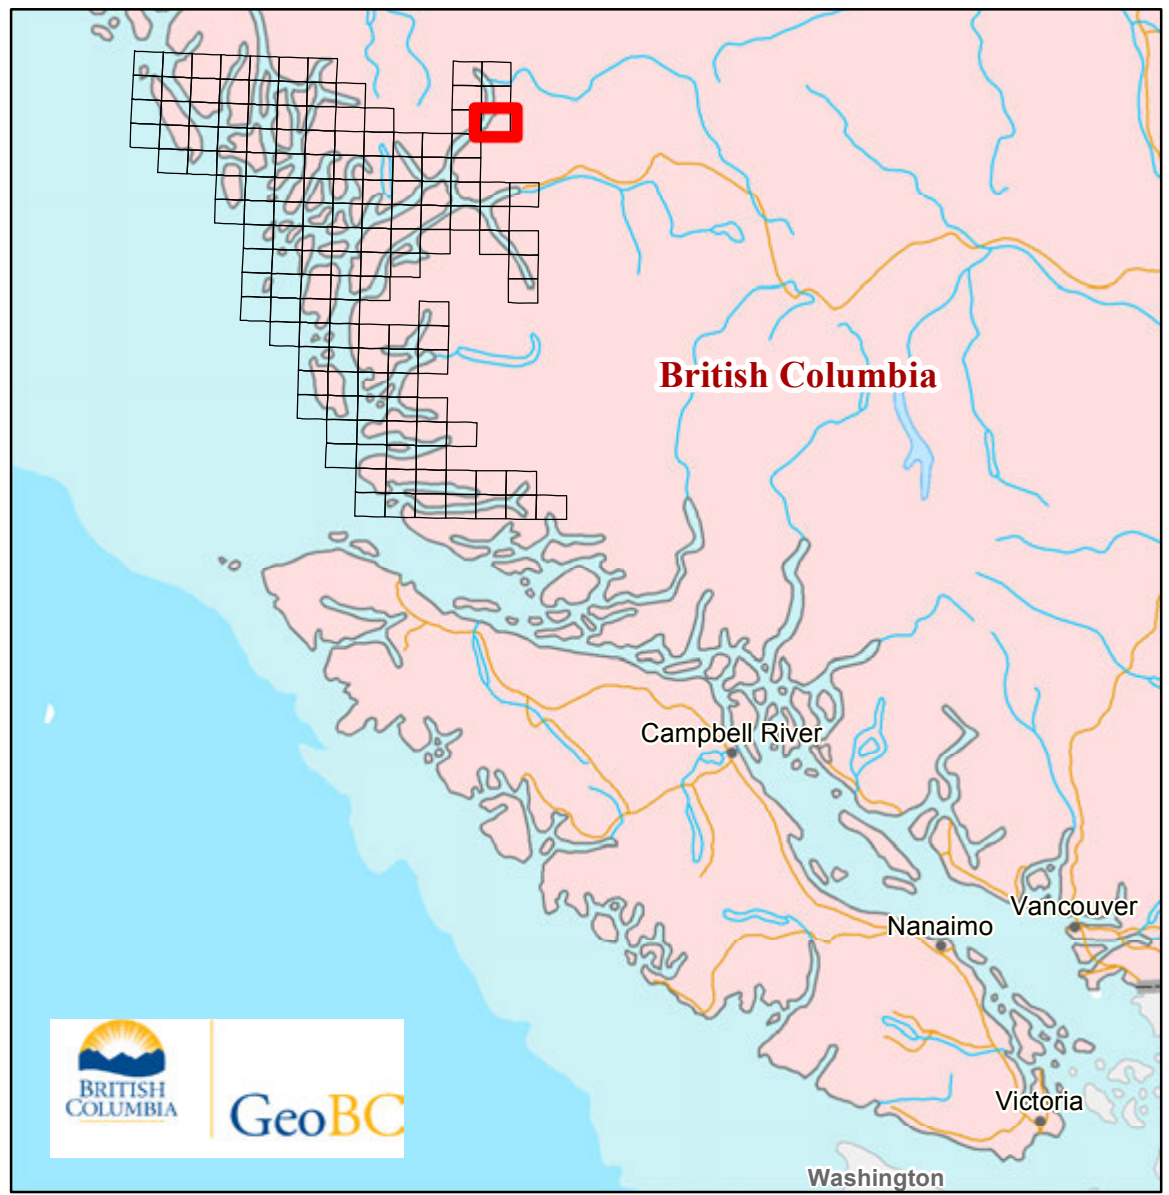 British Columbia
Campbell River
Vancouver
Nanaimo
BRITISH
COLUMBIA
GeoBC
Victoria
Washington